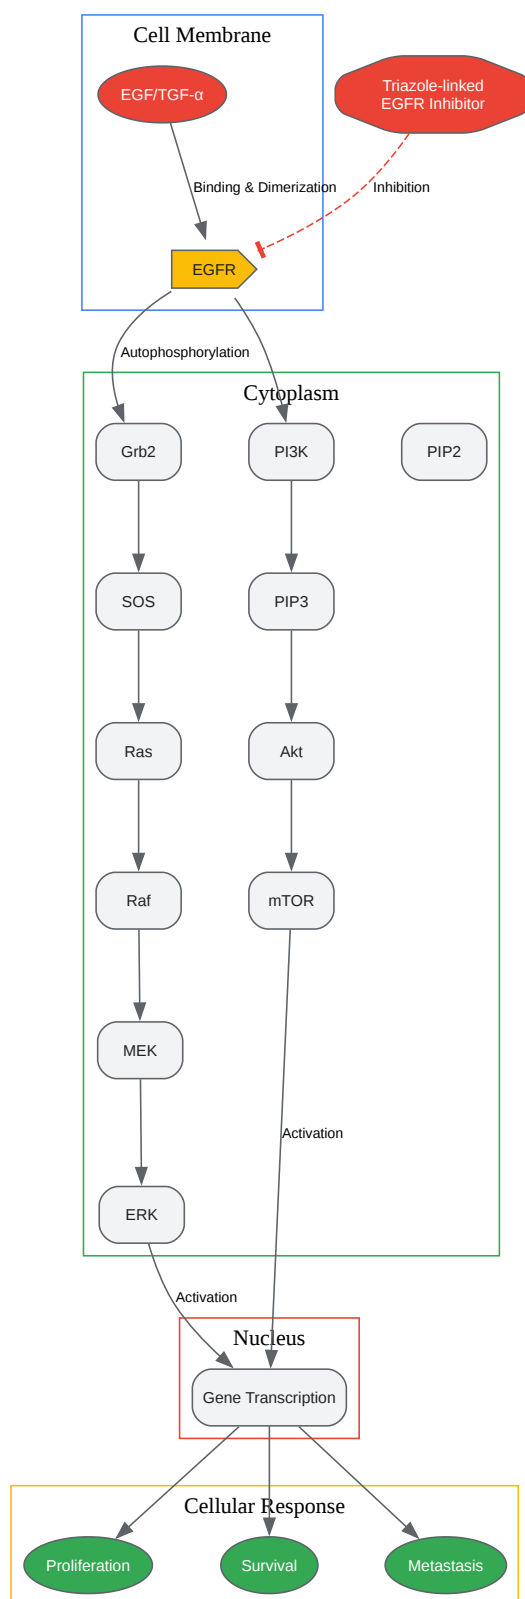 Cell Membrane
EGF/TGF-α
Triazole-linked
EGFR Inhibitor
Binding & Dimerization
Inhibition
EGFR
Autophosphorylation
Cytoplasm
Grb2
PI3K
PIP2
SOS
PIP3
Ras
Akt
Raf
mTOR
MEK
Activation
ERK
Activation
Nucleus
Gene Transcription
Cellular Response
Proliferation
Survival
Metastasis